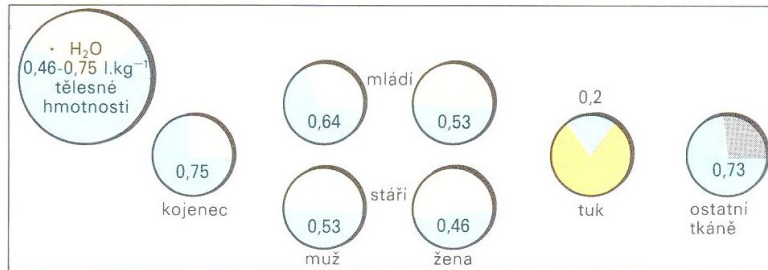 H₂O
0,46-0,75 l.kg⁻¹
tělesné
hmotnosti
0,75
kojenec
mládí
0,64
0,53
stáří
0,53
0,46
muž
žena
0,2
tuk
0,73
ostatní
tkáně